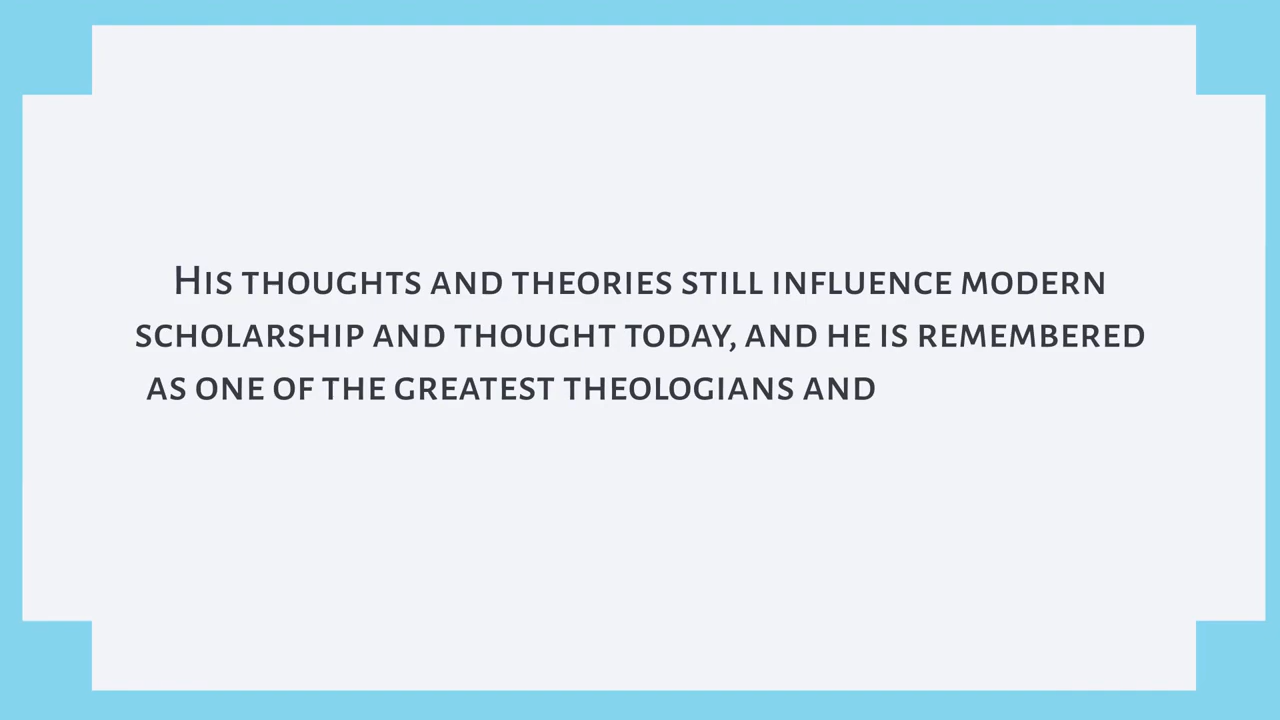 His thoughts and theories still influence modern
scholarship and thought today, and he is remembered
as one of the greatest theologians and